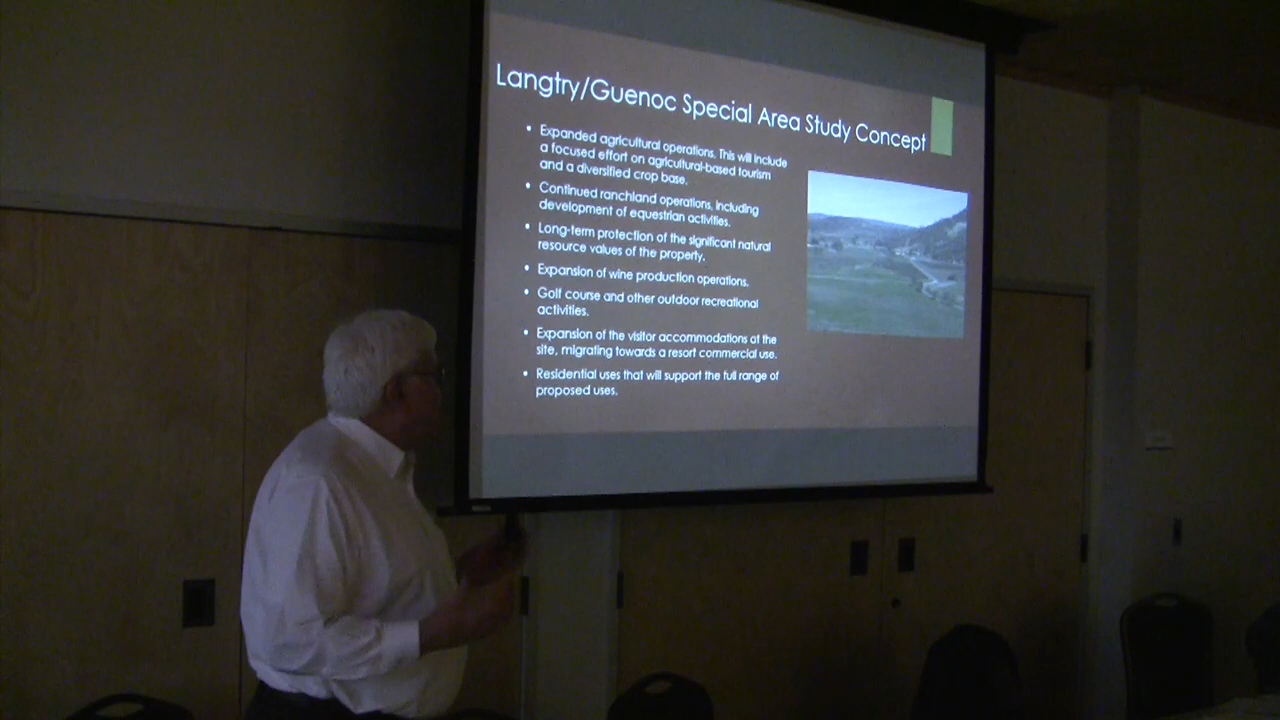 Langtry/Guenoc Special Area Study Concept
• Expanded agricultural operations. This will include
a focused effort on agricultural-based tourism
and a diversified crop base.
• Continued ranchland operations, including
development of equestrian activities.
• Long-term protection of the significant natural
resource values of the property.
• Expansion of wine production operations.
• Golf course and other outdoor recreational
activities.
• Expansion of the visitor accommodations at the
site, migrating towards a resort commercial use.
• Residential uses that will support the full range of
proposed uses.